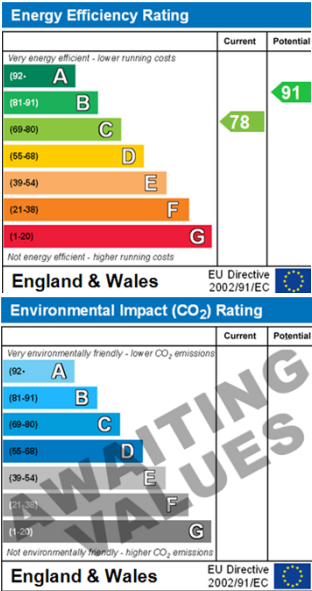 Energy Efficiency Rating
Current Potential
Very energy efficient - lower running costs
(92- A
(81-91) B
(69-80) C
(55-68) D
(39-54) E
(21-38) F
(1-20) G
78
91
Not energy efficient - higher running costs
England & Wales
EU Directive
2002/91/EC
Environmental Impact (CO₂) Rating
Current Potential
Very environmentally friendly - lower CO₂ emissions
(92- A
(81-91) B
(69-80) C
(55-68) D
(39-54) E
(21-38) F
(1-20) G
AWAITING
VALUES
Not environmentally friendly - higher CO₂ emissions
England & Wales
EU Directive
2002/91/EC